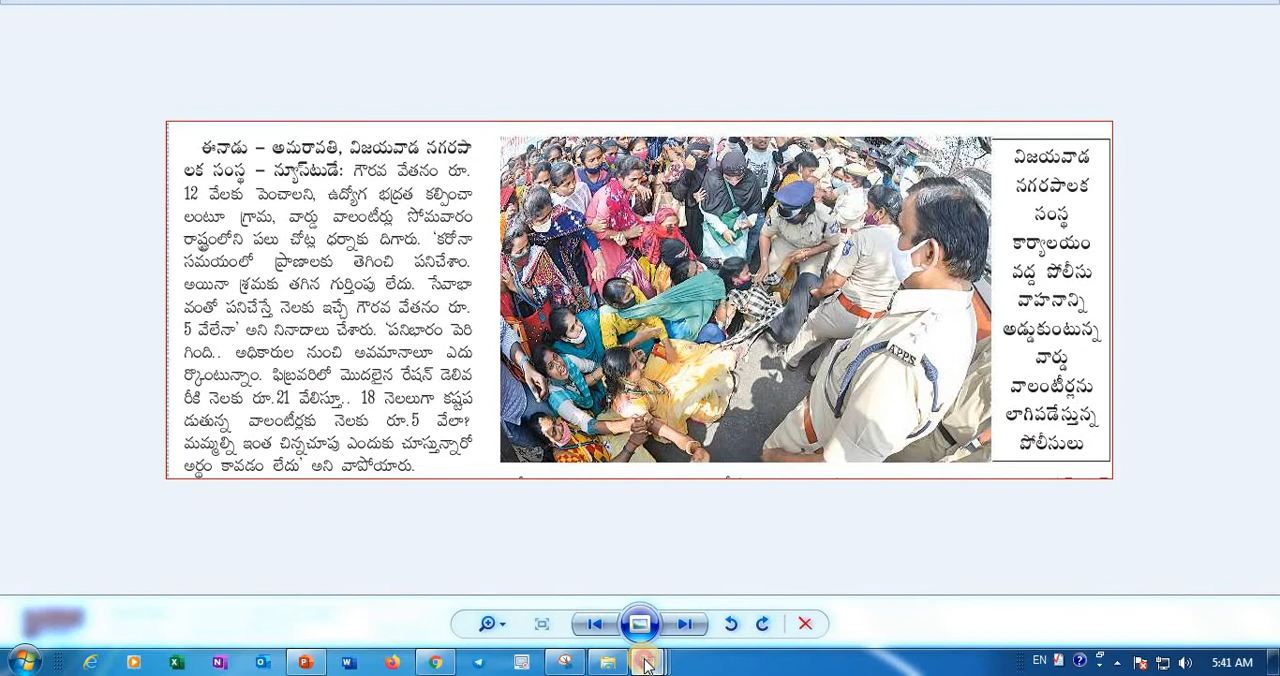 ఈనాడు – అమరావతి, విజయవాడ నగరపా
లక సంస్థ – న్యూస్‌టుడే: గౌరవ వేతనం రూ.
12 వేలకు పెంచాలని, ఉద్యోగ భద్రత కల్పించా
లంటూ గ్రామ, వార్డు వాలంటీర్లు సోమవారం
రాష్ట్రంలోని పలు చోట్ల ధర్నాకు దిగారు. 'కరోనా
సమయంలో ప్రాణాలకు తెగించి పనిచేశాం.
అయినా శ్రమకు తగిన గుర్తింపు లేదు. సేవాభా
వంతో పనిచేస్తే నెలకు ఇచ్చే గౌరవ వేతనం రూ.
5 వేలేనా' అని నినాదాలు చేశారు. 'పనిభారం పెరి
గింది.. అధికారుల నుంచి అవమానాలూ ఎదు
ర్కొంటున్నాం. ఫిబ్రవరిలో మొదలైన రేషన్ డెలివ
రీకి నెలకు రూ.21 వేలిస్తూ.. 18 నెలలుగా కష్టప
డుతున్న వాలంటీర్లకు నెలకు రూ.5 వేలా?
మమ్మల్ని ఇంత చిన్నచూపు ఎందుకు చూస్తున్నారో
అర్థం కావడం లేదు' అని వాపోయారు.
విజయవాడ
నగరపాలక
సంస్థ
కార్యాలయం
వద్ద పోలీసు
వాహనాన్ని
అడ్డుకుంటున్న
వార్డు
వాలంటీర్లను
లాగిపడేస్తున్న
పోలీసులు
APPS
EN
5:41 AM